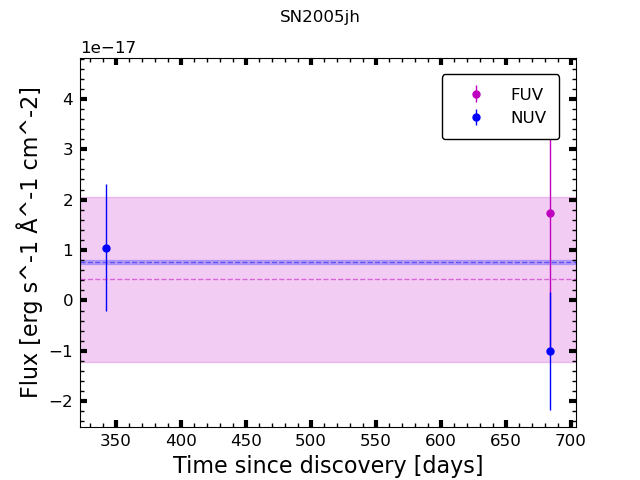 SN2005jh
1e−17
FUV
NUV
4
3
2
1
0
−1
−2
Flux [erg s^-1 Å^-1 cm^-2]
350 400 450 500 550 600 650 700
Time since discovery [days]